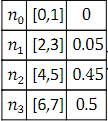 n₀ [0,1] 0
n₁ [2,3] 0.05
n₂ [4,5] 0.45
n₃ [6,7] 0.5